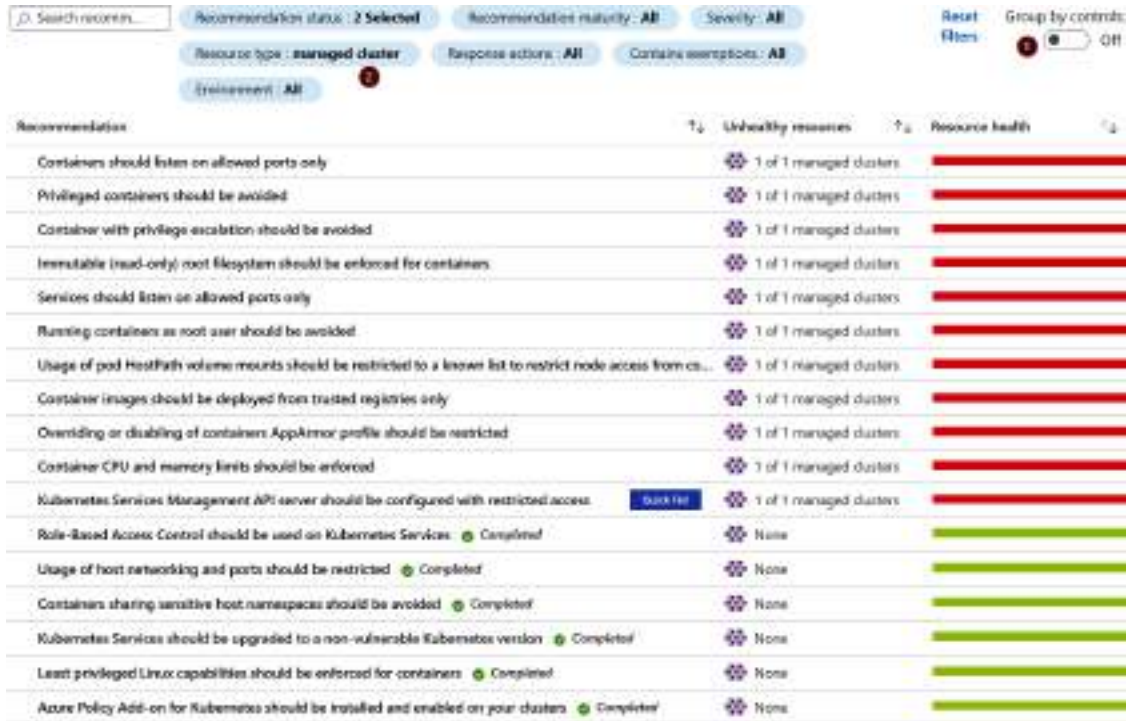 Search recomm...
Recommendation status : 2 Selected
Recommendation maturity : All
Severity : All
Reset filters
Group by controls:
1
Off
Resource type : managed cluster
2
Response actions : All
Contains exemptions : All
Environment : All
Recommendation ↑↓ Unhealthy resources ↑↓ Resource health ↑↓
Containers should listen on allowed ports only 1 of 1 managed clusters
Privileged containers should be avoided 1 of 1 managed clusters
Container with privilege escalation should be avoided 1 of 1 managed clusters
Immutable (read-only) root filesystem should be enforced for containers 1 of 1 managed clusters
Services should listen on allowed ports only 1 of 1 managed clusters
Running containers as root user should be avoided 1 of 1 managed clusters
Usage of pod HostPath volume mounts should be restricted to a known list to restrict node access from co... 1 of 1 managed clusters
Container images should be deployed from trusted registries only 1 of 1 managed clusters
Overriding or disabling of containers AppArmor profile should be restricted 1 of 1 managed clusters
Container CPU and memory limits should be enforced 1 of 1 managed clusters
Kubernetes Services Management API server should be configured with restricted access Quick Fix! 1 of 1 managed clusters
Role-Based Access Control should be used on Kubernetes Services Completed None
Usage of host networking and ports should be restricted Completed None
Containers sharing sensitive host namespaces should be avoided Completed None
Kubernetes Services should be upgraded to a non-vulnerable Kubernetes version Completed None
Least privileged Linux capabilities should be enforced for containers Completed None
Azure Policy Add-on for Kubernetes should be installed and enabled on your clusters Completed None